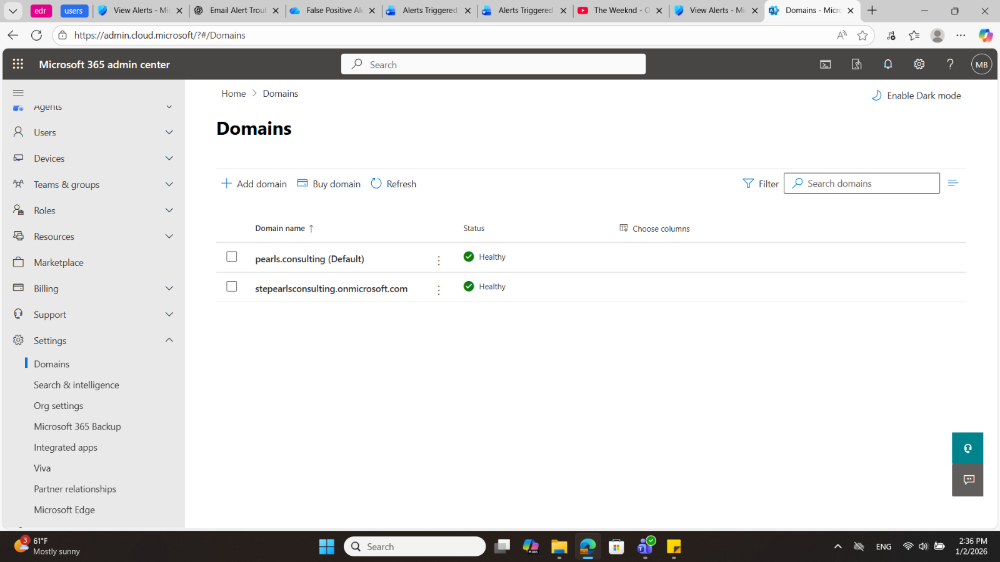 edr
users
View Alerts - Mic
Email Alert Trou
False Positive Al
Alerts Triggered
Alerts Triggered
The Weeknd - O
View Alerts - Mi
Domains - Micro
https://admin.cloud.microsoft/?#/Domains
Microsoft 365 admin center
Search
MB
Home > Domains
Enable Dark mode
Agents
Users
Devices
Teams & groups
Roles
Resources
Marketplace
Billing
Support
Settings
Domains
Search & intelligence
Org settings
Microsoft 365 Backup
Integrated apps
Viva
Partner relationships
Microsoft Edge
Domains
Add domain
Buy domain
Refresh
Filter
Search domains
Domain name ↑
Status
Choose columns
pearls.consulting (Default)
Healthy
stepearlsconsulting.onmicrosoft.com
Healthy
3
61°F
Mostly sunny
Search
M365
ENG
2:36 PM
1/2/2026